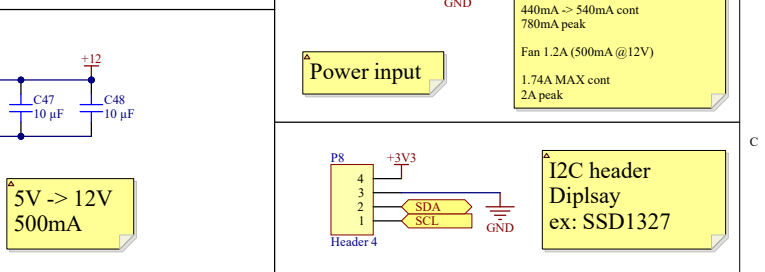 GND
440mA -> 540mA cont
780mA peak
Fan 1.2A (500mA @12V)
1.74A MAX cont
2A peak
Power input
+12
C47
10 µF
C48
10 µF
5V -> 12V
500mA
P8
+3V3
4
3
2
1
SDA
SCL
GND
Header 4
I2C header
Diplsay
ex: SSD1327
C